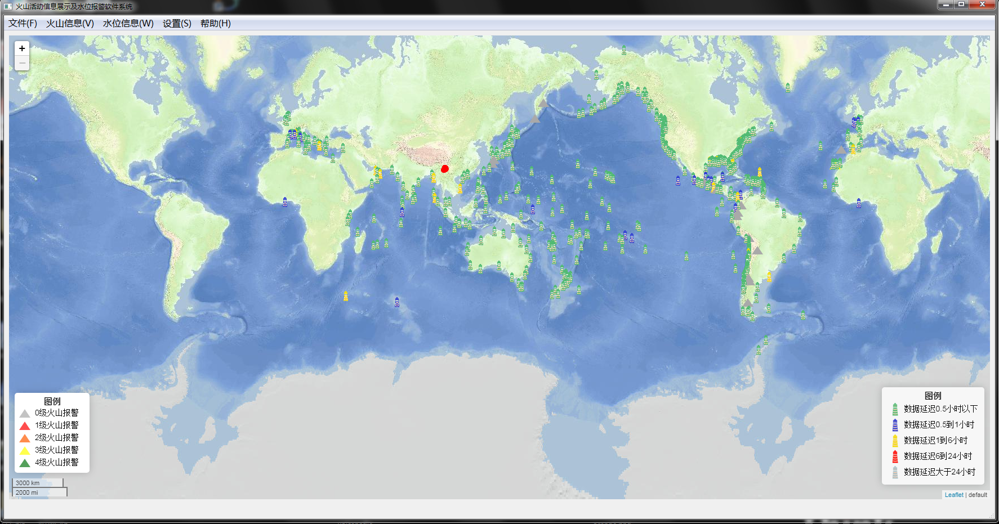 火山活动信息展示及水位报警软件系统
文件(F) 火山信息(V) 水位信息(W) 设置(S) 帮助(H)
+
−
图例
0级火山报警
1级火山报警
2级火山报警
3级火山报警
4级火山报警
3000 km
2000 mi
图例
数据延迟0.5小时以下
数据延迟0.5到1小时
数据延迟1到6小时
数据延迟6到24小时
数据延迟大于24小时
Leaflet | default